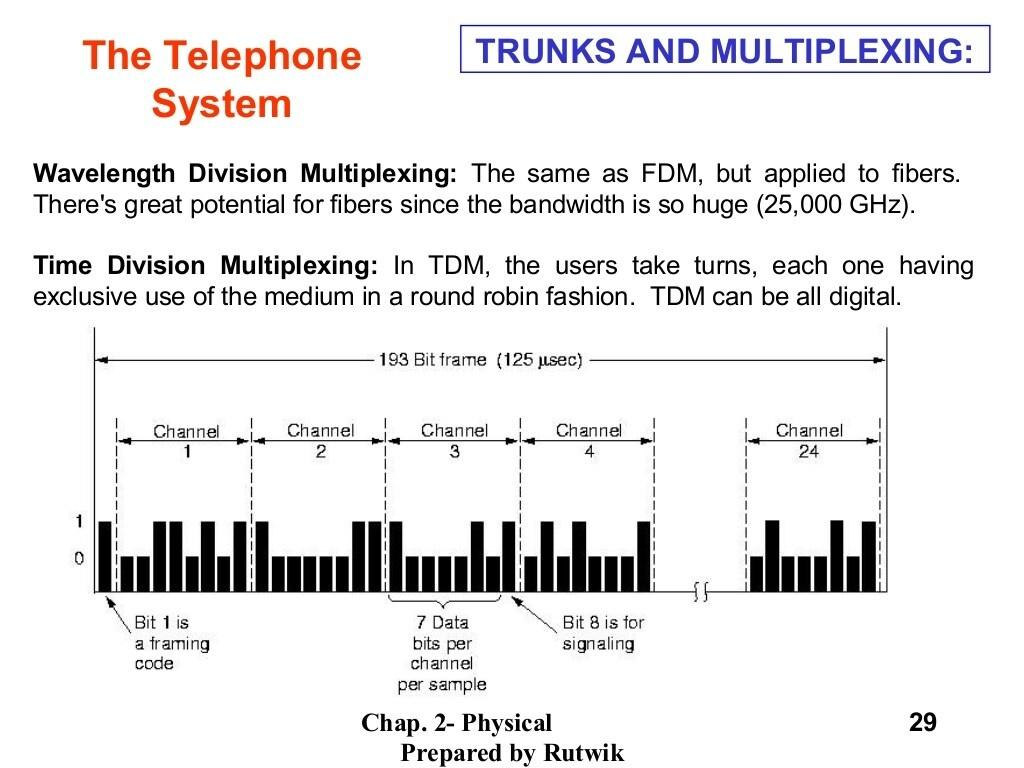 The Telephone
System
TRUNKS AND MULTIPLEXING:
Wavelength Division Multiplexing: The same as FDM, but applied to fibers.
There's great potential for fibers since the bandwidth is so huge (25,000 GHz).
Time Division Multiplexing: In TDM, the users take turns, each one having
exclusive use of the medium in a round robin fashion. TDM can be all digital.
193 Bit frame (125 μsec)
Channel
1
Channel
2
Channel
3
Channel
4
Channel
24
1
0
Bit 1 is
a framing
code
7 Data
bits per
channel
per sample
Bit 8 is for
signaling
Chap. 2- Physical
Prepared by Rutwik
29